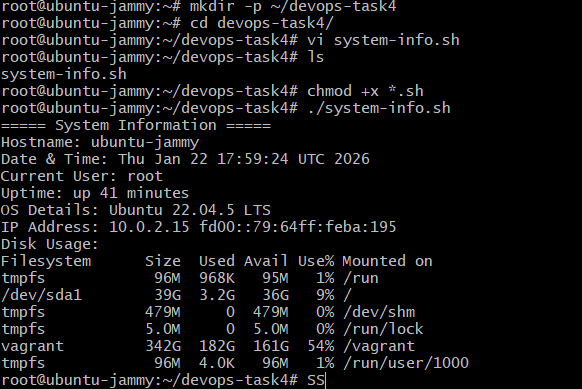 root@ubuntu-jammy:~# mkdir -p ~/devops-task4
root@ubuntu-jammy:~# cd devops-task4/
root@ubuntu-jammy:~/devops-task4# vi system-info.sh
root@ubuntu-jammy:~/devops-task4# ls
system-info.sh
root@ubuntu-jammy:~/devops-task4# chmod +x *.sh
root@ubuntu-jammy:~/devops-task4# ./system-info.sh
===== System Information =====
Hostname: ubuntu-jammy
Date & Time: Thu Jan 22 17:59:24 UTC 2026
Current User: root
Uptime: up 41 minutes
OS Details: Ubuntu 22.04.5 LTS
IP Address: 10.0.2.15 fd00::79:64ff:feba:195
Disk Usage:
Filesystem      Size  Used Avail Use% Mounted on
tmpfs            96M  968K   95M   1% /run
/dev/sda1        39G  3.2G   36G   9% /
tmpfs           479M     0  479M   0% /dev/shm
tmpfs           5.0M     0  5.0M   0% /run/lock
vagrant         342G  182G  161G  54% /vagrant
tmpfs            96M  4.0K   96M   1% /run/user/1000
root@ubuntu-jammy:~/devops-task4# SS